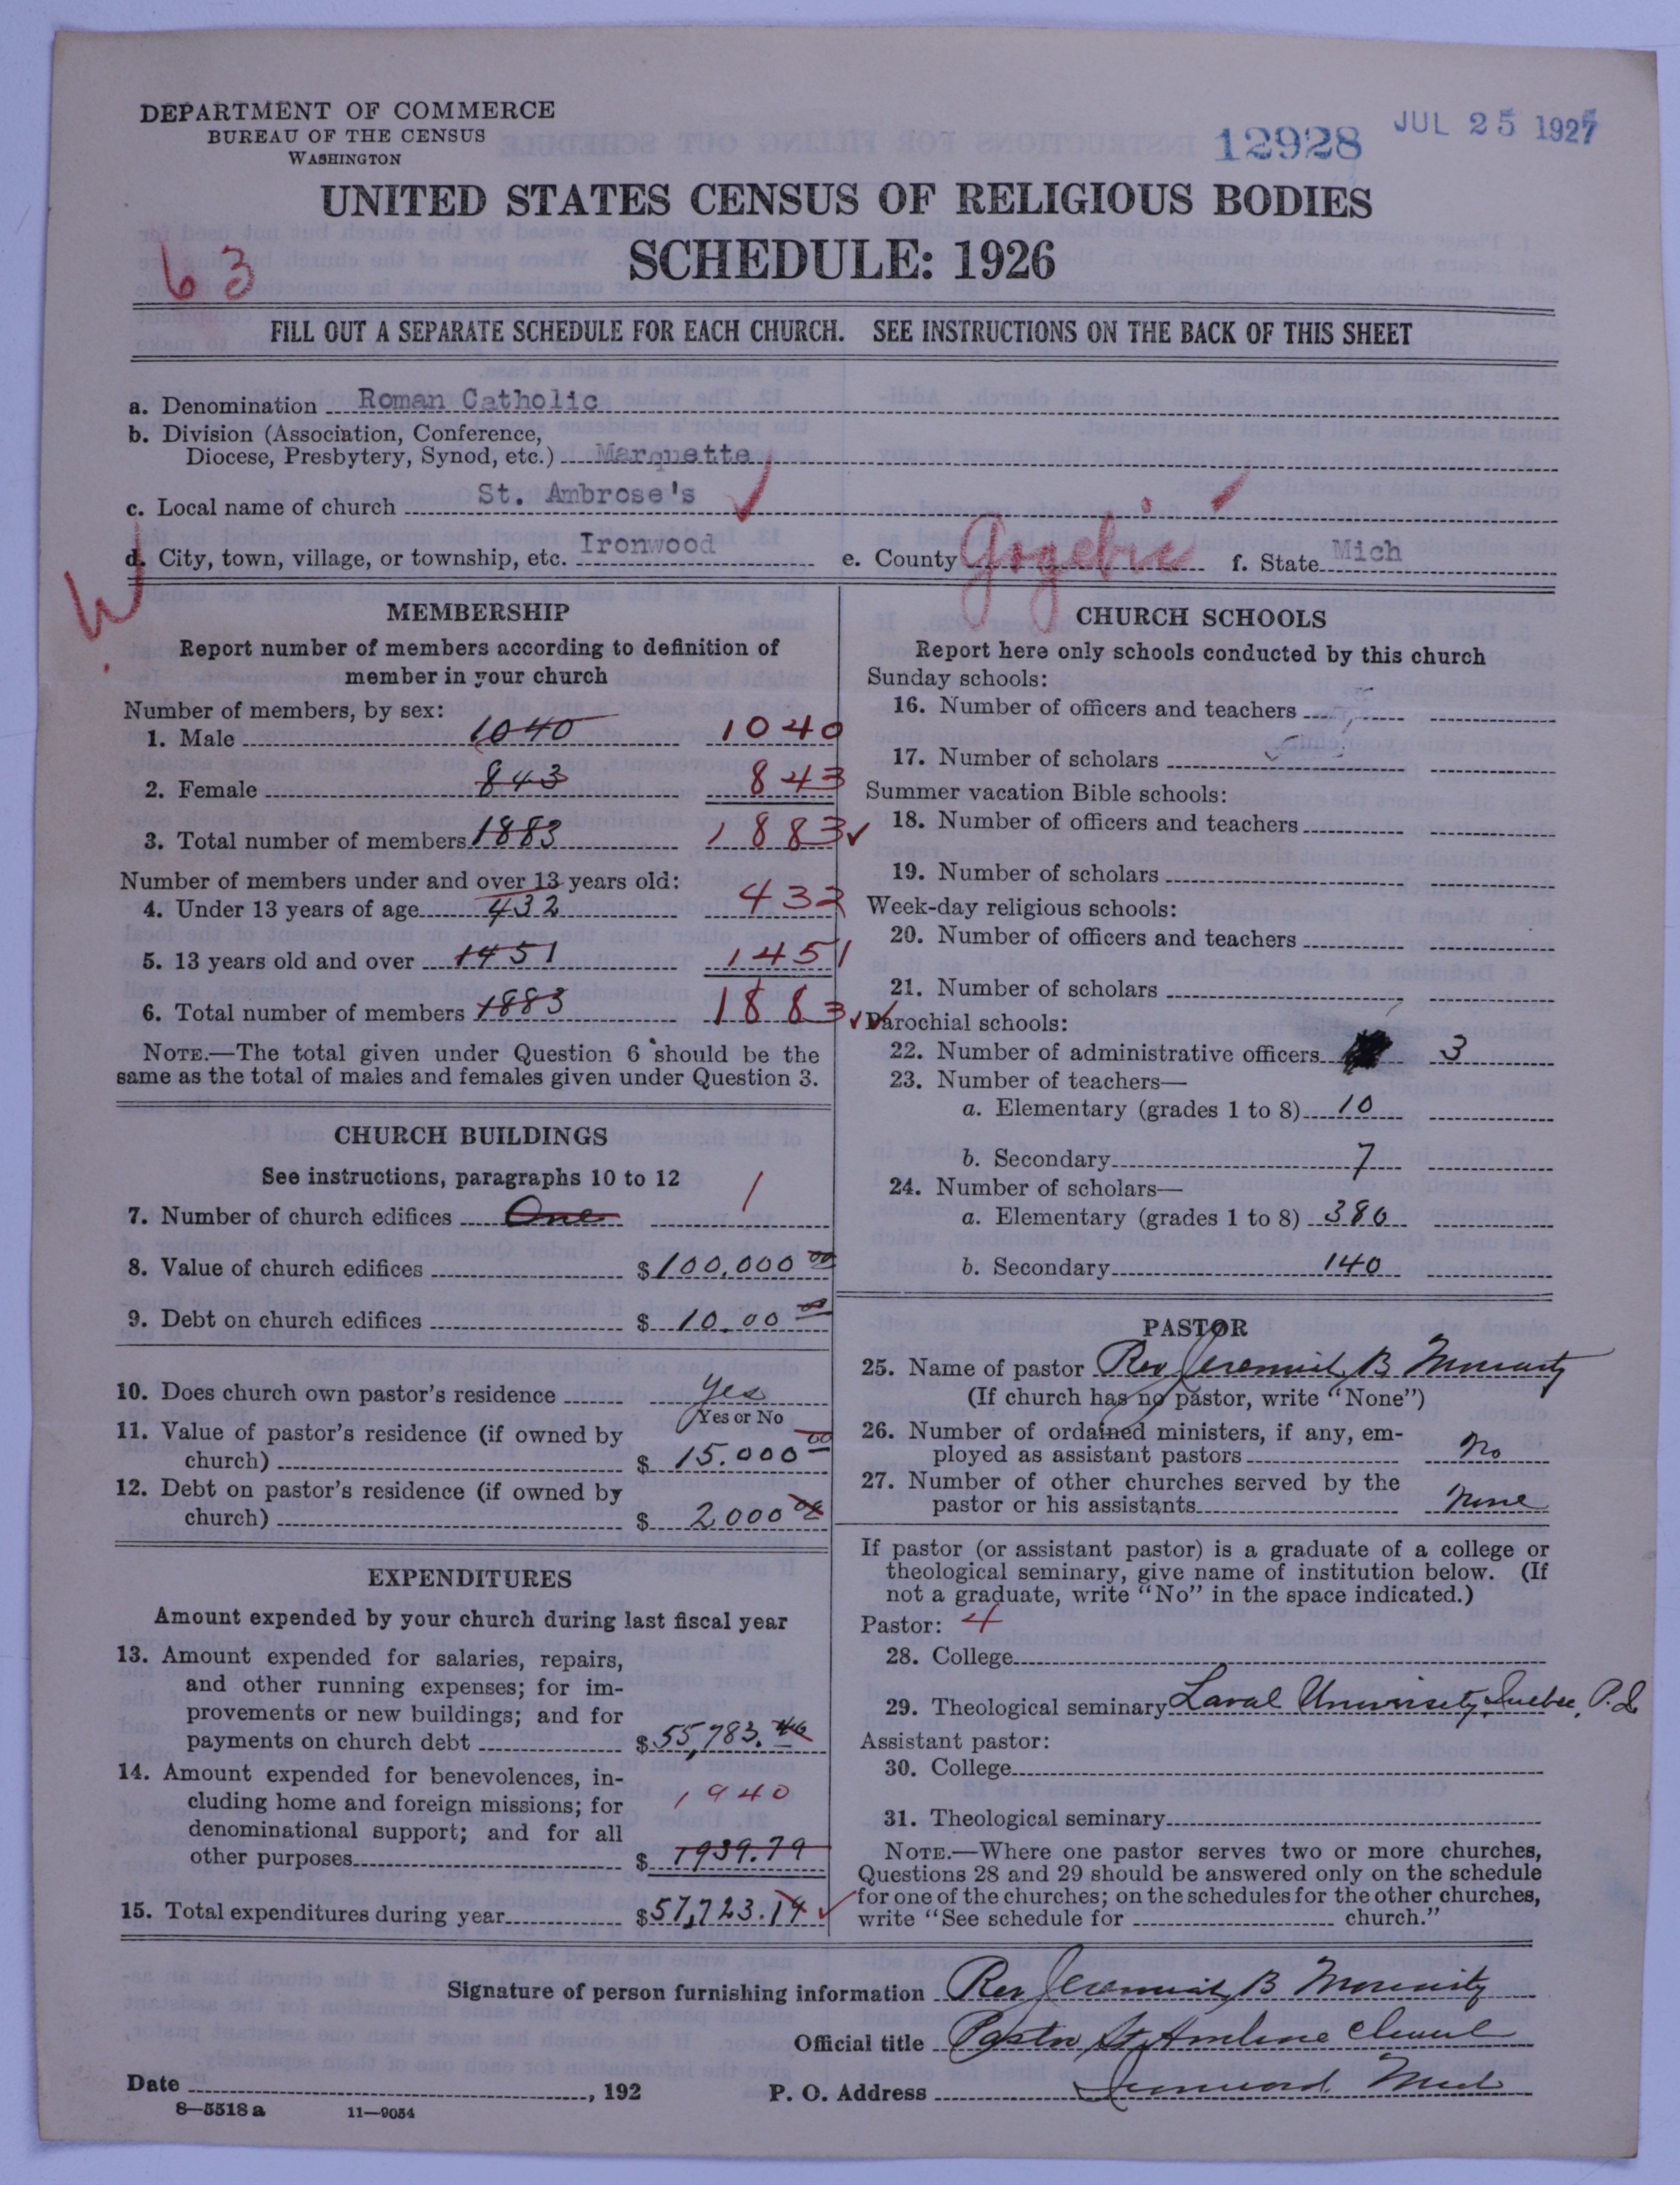 DEPARTMENT OF COMMERCE
BUREAU OF THE CENSUS
WASHINGTON
12928
JUL 25 1927
UNITED STATES CENSUS OF RELIGIOUS BODIES
SCHEDULE: 1926
63
FILL OUT A SEPARATE SCHEDULE FOR EACH CHURCH. SEE INSTRUCTIONS ON THE BACK OF THIS SHEET
a. Denomination Roman Catholic
b. Division (Association, Conference,
Diocese, Presbytery, Synod, etc.) Marquette
c. Local name of church St. Ambrose's
d. City, town, village, or township, etc. Ironwood e. County Gogebic f. State Mich
W
MEMBERSHIP
Report number of members according to definition of
member in your church
Number of members, by sex:
1. Male 1040 1040
2. Female 843 843
3. Total number of members 1883 1883
Number of members under and over 13 years old:
4. Under 13 years of age 432 432
5. 13 years old and over 1451 1451
6. Total number of members 1883 1883
NOTE.—The total given under Question 6 should be the
same as the total of males and females given under Question 3.
CHURCH BUILDINGS
See instructions, paragraphs 10 to 12
7. Number of church edifices One 1
8. Value of church edifices $100,000 00
9. Debt on church edifices $ 10.00 00
10. Does church own pastor's residence yes
Yes or No
11. Value of pastor's residence (if owned by
church) $ 15.000 00
12. Debt on pastor's residence (if owned by
church) $ 2000 00
EXPENDITURES
Amount expended by your church during last fiscal year
13. Amount expended for salaries, repairs,
and other running expenses; for im-
provements or new buildings; and for
payments on church debt $55,783.40
14. Amount expended for benevolences, in-
cluding home and foreign missions; for 1940
denominational support; and for all
other purposes $ 1939.79
15. Total expenditures during year $57,723.19
CHURCH SCHOOLS
Report here only schools conducted by this church
Sunday schools:
16. Number of officers and teachers
17. Number of scholars
Summer vacation Bible schools:
18. Number of officers and teachers
19. Number of scholars
Week-day religious schools:
20. Number of officers and teachers
21. Number of scholars
Parochial schools:
22. Number of administrative officers 3
23. Number of teachers—
a. Elementary (grades 1 to 8) 10
b. Secondary 7
24. Number of scholars—
a. Elementary (grades 1 to 8) 380
b. Secondary 140
PASTOR
25. Name of pastor Rev Jeremiah B Moriarity
(If church has no pastor, write "None")
26. Number of ordained ministers, if any, em-
ployed as assistant pastors No
27. Number of other churches served by the
pastor or his assistants None
If pastor (or assistant pastor) is a graduate of a college or
theological seminary, give name of institution below. (If
not a graduate, write "No" in the space indicated.)
Pastor: 4
28. College
29. Theological seminary Laval University, Quebec, P.Q.
Assistant pastor:
30. College
31. Theological seminary
NOTE.—Where one pastor serves two or more churches,
Questions 28 and 29 should be answered only on the schedule
for one of the churches; on the schedules for the other churches,
write "See schedule for church."
Signature of person furnishing information Rev Jeremiah B Moriarity
Official title Pastor St Ambrose Church
Date , 192 P. O. Address Ironwood Mich
8—5518 a 11—9054